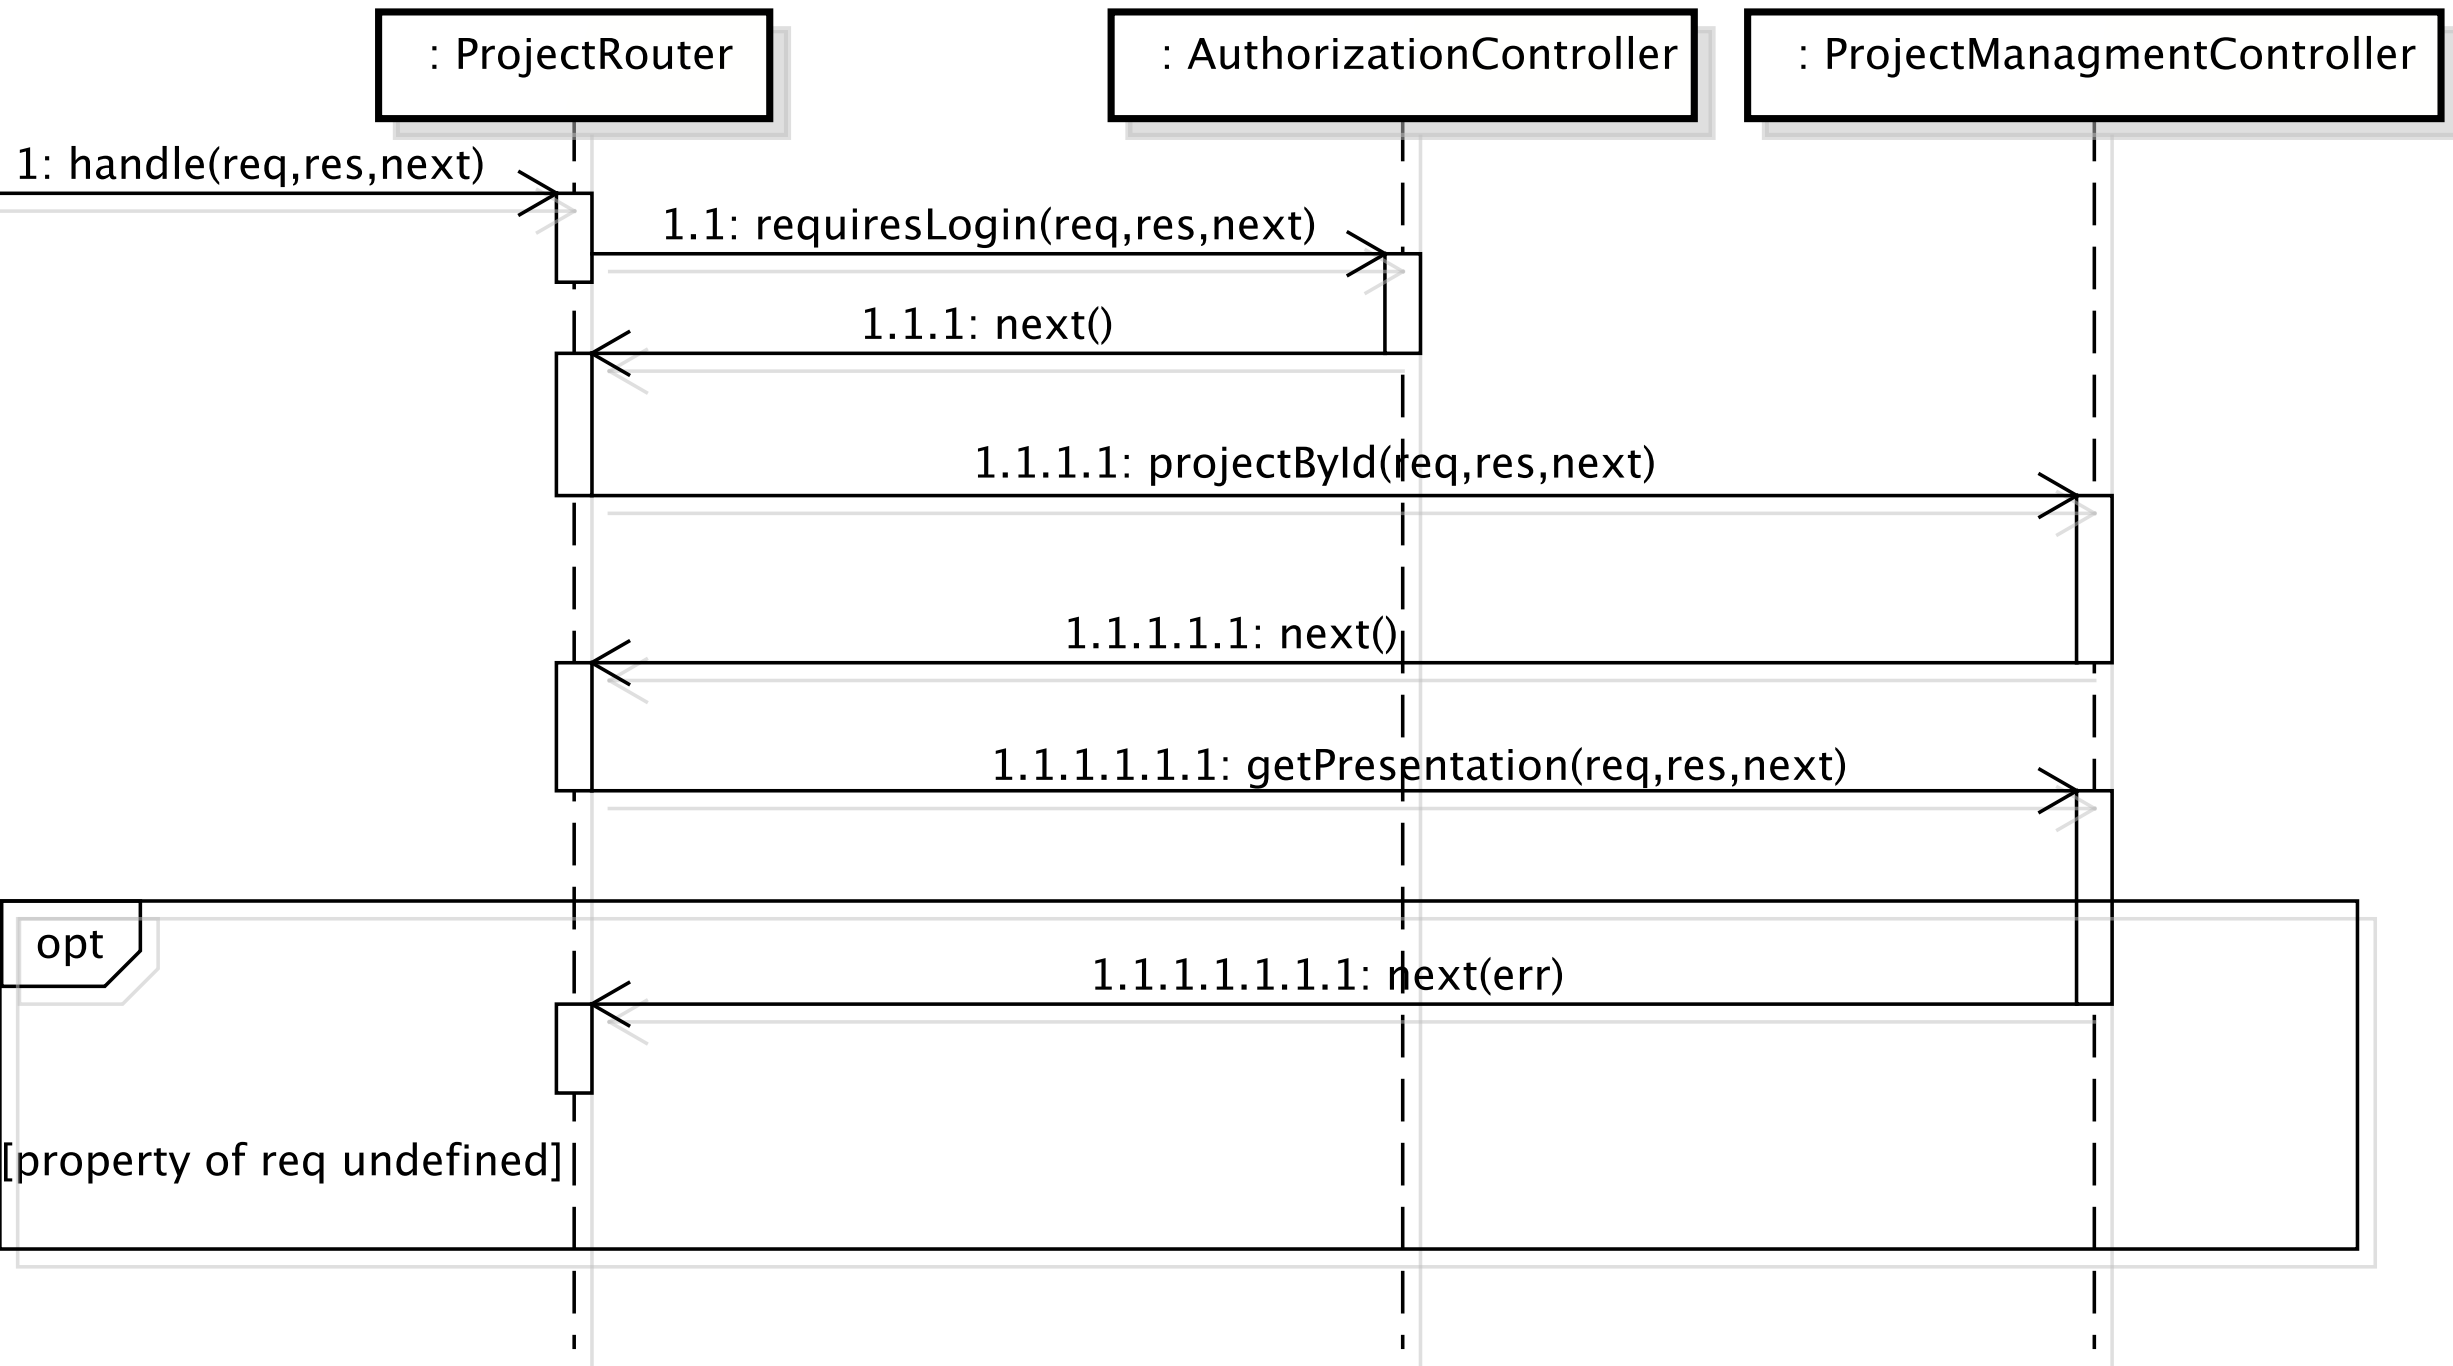 : ProjectRouter
: AuthorizationController
: ProjectManagmentController
1: handle(req,res,next)
1.1: requiresLogin(req,res,next)
1.1.1: next()
1.1.1.1: projectById(req,res,next)
1.1.1.1.1: next()
1.1.1.1.1.1: getPresentation(req,res,next)
opt
1.1.1.1.1.1.1: next(err)
[property of req undefined]